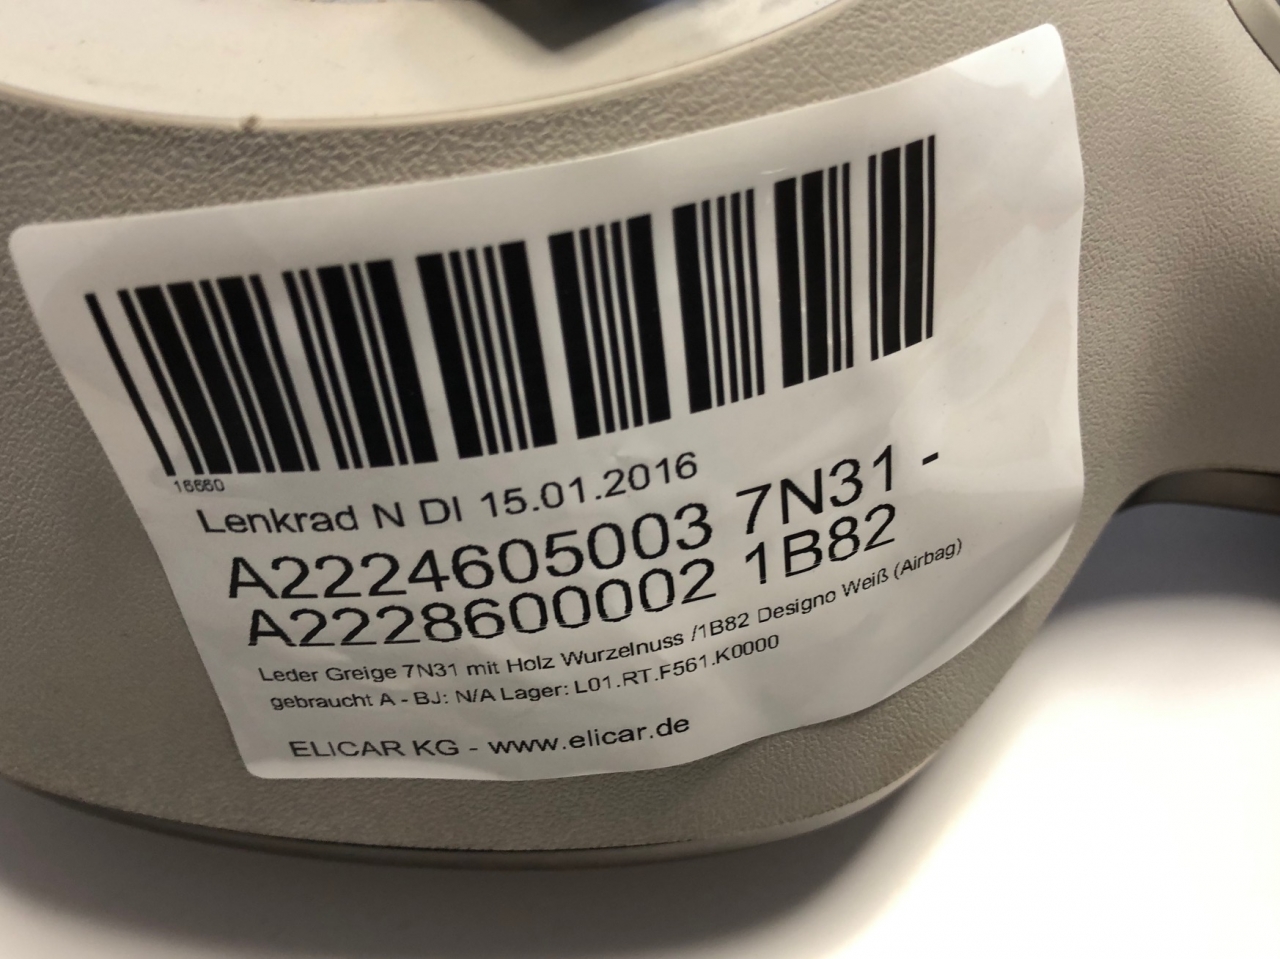 16660
Lenkrad N DI 15.01.2016
A2224605003 7N31 -
A2228600002 1B82
Leder Greige 7N31 mit Holz Wurzelnuss /1B82 Designo Weiß (Airbag)
gebraucht A - BJ: N/A Lager: L01.RT.F561.K0000
ELICAR KG - www.elicar.de